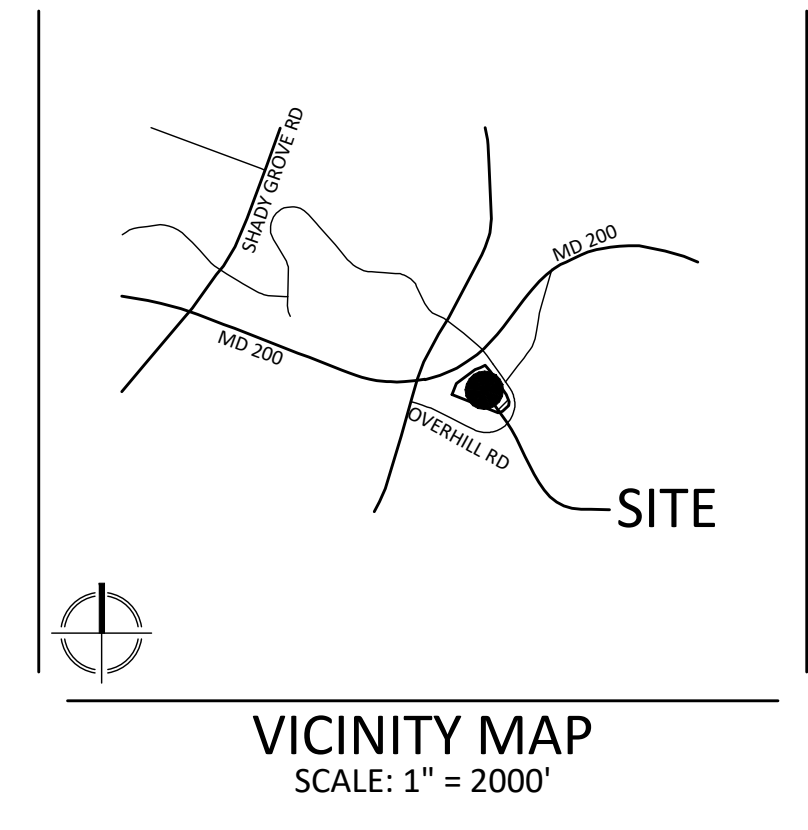 SHADY GROVE RD
MD 200
MD 200
OVERHILL RD
SITE
VICINITY MAP
SCALE: 1" = 2000'